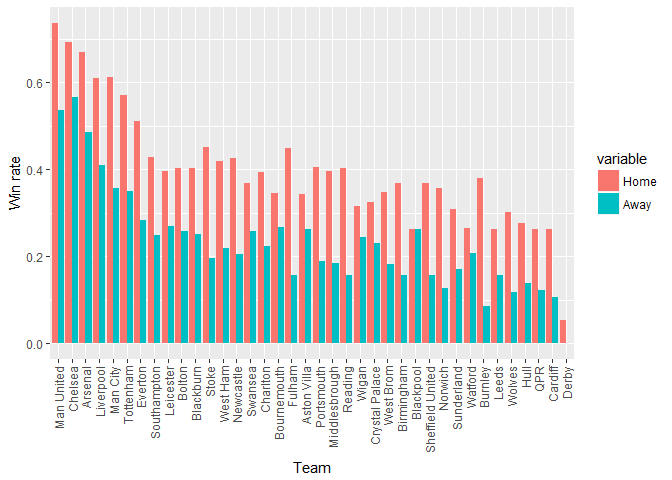 0.6
0.4
0.2
0.0
Win rate
Man United
Chelsea
Arsenal
Liverpool
Man City
Tottenham
Everton
Southampton
Leicester
Bolton
Blackburn
Stoke
West Ham
Newcastle
Swansea
Charlton
Bournemouth
Fulham
Aston Villa
Portsmouth
Middlesbrough
Reading
Wigan
Crystal Palace
West Brom
Birmingham
Blackpool
Sheffield United
Norwich
Sunderland
Watford
Burnley
Leeds
Wolves
Hull
QPR
Cardiff
Derby
Team
variable
Home
Away